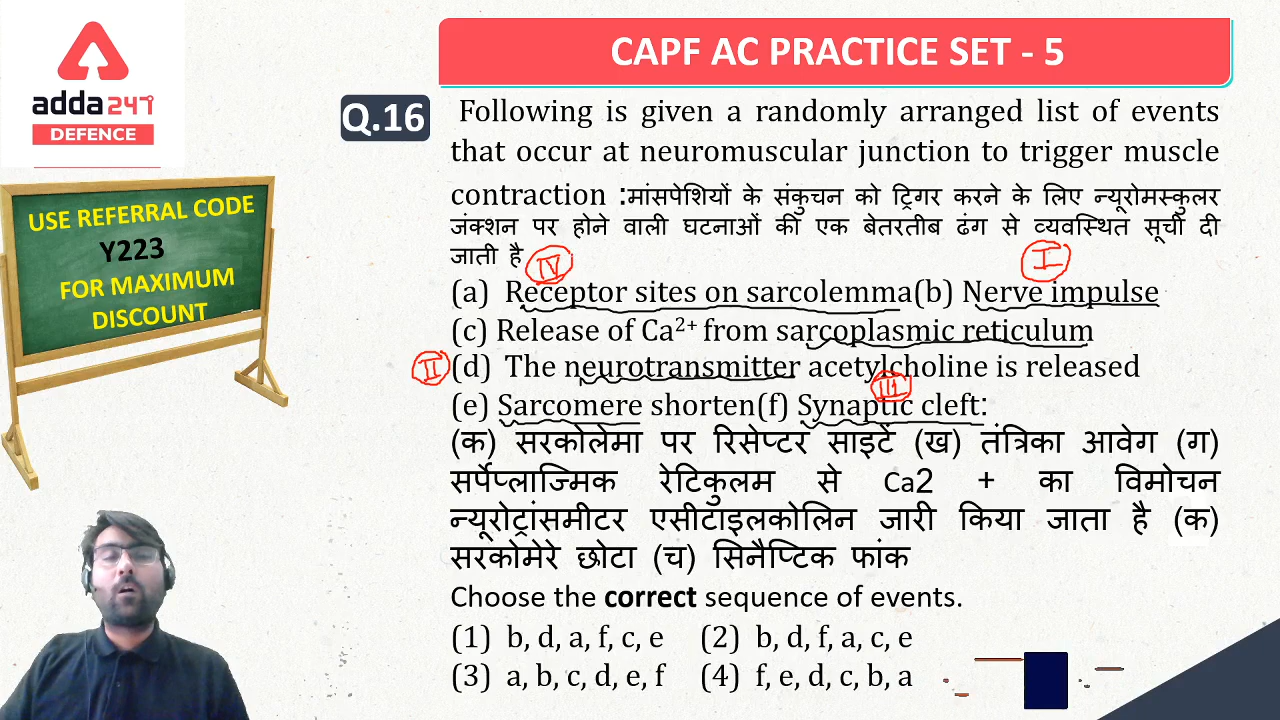 adda247
DEFENCE
USE REFERRAL CODE
Y223
FOR MAXIMUM
DISCOUNT
CAPF AC PRACTICE SET - 5
Q.16 Following is given a randomly arranged list of events
that occur at neuromuscular junction to trigger muscle
contraction :मांसपेशियों के संकुचन को ट्रिगर करने के लिए न्यूरोमस्कुलर
जंक्शन पर होने वाली घटनाओं की एक बेतरतीब ढंग से व्यवस्थित सूची दी
जाती है
IV
I
(a) Receptor sites on sarcolemma(b) Nerve impulse
(c) Release of Ca²⁺ from sarcoplasmic reticulum
II
(d) The neurotransmitter acetylcholine is released
III
(e) Sarcomere shorten(f) Synaptic cleft:
(क) सरकोलेमा पर रिसेप्टर साइटें (ख) तंत्रिका आवेग (ग)
सर्पेप्लाज्मिक रेटिकुलम से Ca2 + का विमोचन
न्यूरोट्रांसमीटर एसीटाइलकोलिन जारी किया जाता है (क)
सरकोमेरे छोटा (च) सिनैप्टिक फांक
Choose the correct sequence of events.
(1) b, d, a, f, c, e (2) b, d, f, a, c, e
(3) a, b, c, d, e, f (4) f, e, d, c, b, a